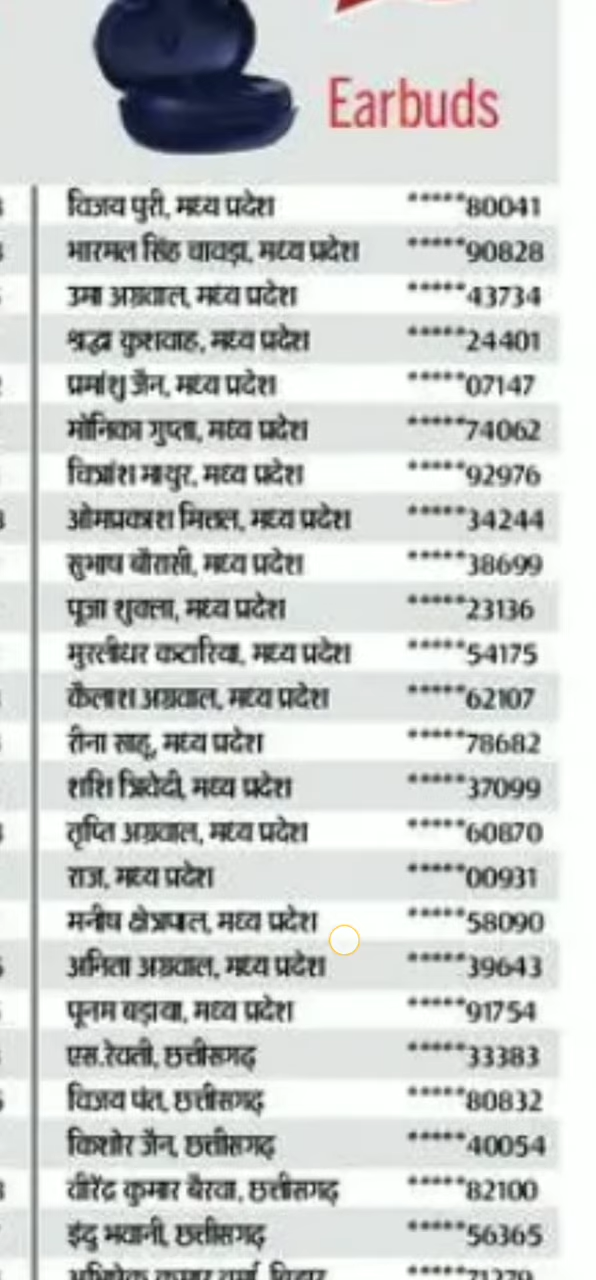 Earbuds
विजय पुरी, मध्य प्रदेश *****80041
भारमल सिंह चावड़ा, मध्य प्रदेश *****90828
उमा अग्रवाल, मध्य प्रदेश *****43734
श्रद्धा कुशवाह, मध्य प्रदेश *****24401
प्रमांशु जैन, मध्य प्रदेश *****07147
मोनिका गुप्ता, मध्य प्रदेश *****74062
चित्रांश माथुर, मध्य प्रदेश *****92976
ओमप्रकाश मित्तल, मध्य प्रदेश *****34244
सुभाष चौरासी, मध्य प्रदेश *****38699
पूजा शुक्ला, मध्य प्रदेश *****23136
मुरलीधर कटारिया, मध्य प्रदेश *****54175
कैलाश अग्रवाल, मध्य प्रदेश *****62107
रीना साहू, मध्य प्रदेश *****78682
शशि त्रिवेदी, मध्य प्रदेश *****37099
तृप्ति अग्रवाल, मध्य प्रदेश *****60870
राज, मध्य प्रदेश *****00931
मनीष क्षेत्रपाल, मध्य प्रदेश *****58090
अनिता अग्रवाल, मध्य प्रदेश *****39643
पूनम बड़ाया, मध्य प्रदेश *****91754
एस.रेवती, छत्तीसगढ़ *****33383
विजय पंत, छत्तीसगढ़ *****80832
किशोर जैन, छत्तीसगढ़ *****40054
वीरेंद्र कुमार बैरवा, छत्तीसगढ़ *****82100
इंदु भवानी, छत्तीसगढ़ *****56365